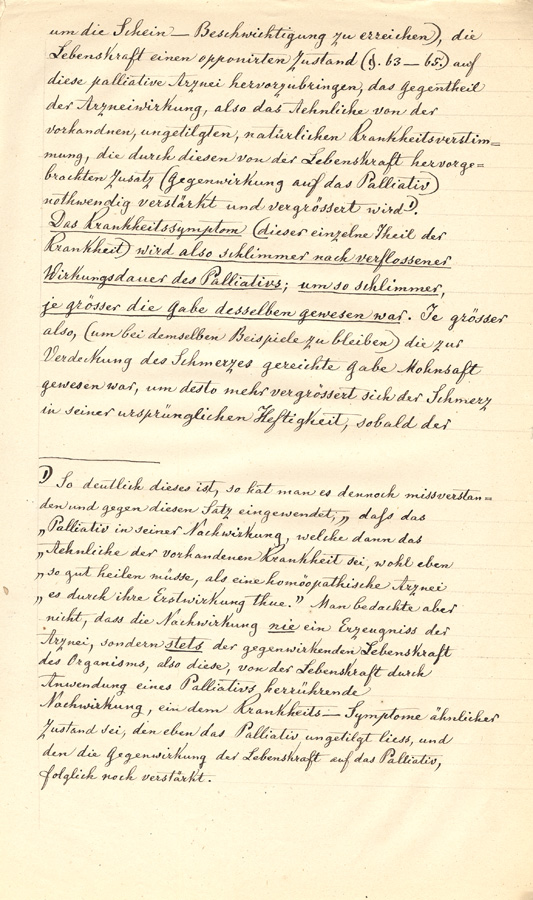 um die Schein — Beschwichtigung zu erreichen), die
Lebenskraft einen opponirten Zustand (§. 63 — 65.) auf
diese palliative Arznei hervorzubringen, das Gegentheil
der Arzneiwirkung, also das Aehnliche von der
vorhandnen, ungetilgten, natürlichen Krankheitsverstim=
mung, die durch diesen von der Lebenskraft hervorge=
brachten Zusatz (Gegenwirkung auf das Palliativ)
nothwendig verstärkt und vergrössert wird 1).
Das Krankheitssymptom (dieser einzelne Theil der
Krankheit) wird also schlimmer nach verflossener
Wirkungsdauer des Palliativs; um so schlimmer,
je grösser die Gabe desselben gewesen war. Je grösser
also, (um bei demselben Beispiele zu bleiben) die zur
Verdeckung des Schmerzes gereichte Gabe Mohnsaft
gewesen war, um desto mehr vergrössert sich der Schmerz
in seiner ursprünglichen Heftigkeit, sobald der
1) So deutlich dieses ist, so hat man es dennoch missverstan=
den und gegen diesen Satz eingewendet, „ daſs das
„Palliativ in seiner Nachwirkung, welche dann das
„Aehnliche der vorhandenen Krankheit sei, wohl eben
„so gut heilen müsse, als eine homöopathische Arznei
„es durch ihre Erstwirkung thue.” Man bedachte aber
nicht, dass die Nachwirkung nie ein Erzeugniss der
Arznei, sondern stets der gegenwirkenden Lebenskraft
des Organisms, also diese, von der Lebenskraft durch
Anwendung eines Palliativs herrührende
Nachwirkung, ein dem Krankheits — Symptome ähnlicher
Zustand sei, den eben das Palliativ ungetilgt liess, und
den die Gegenwirkung der Lebenskraft auf das Palliativ,
folglich noch verstärkt.